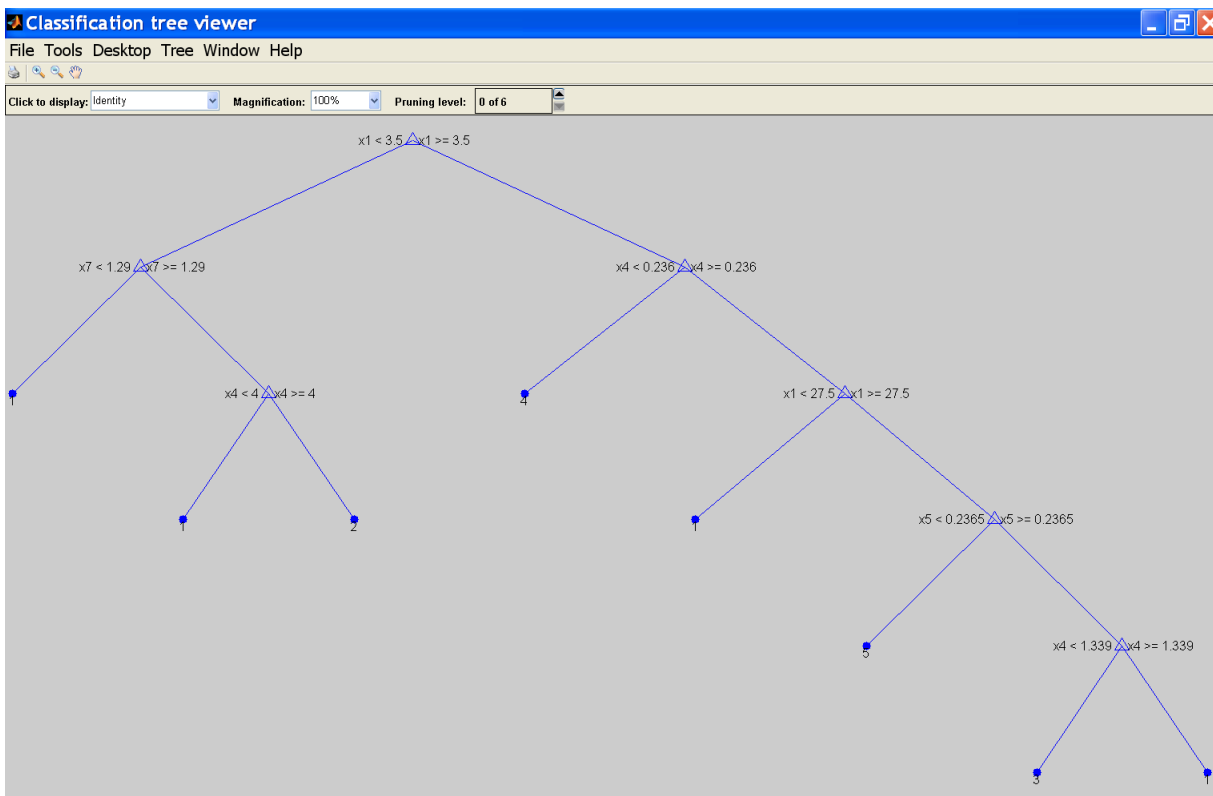 Classification tree viewer
File Tools Desktop Tree Window Help
Click to display: Identity Magnification: 100% Pruning level: 0 of 6
x1 < 3.5 x1 >= 3.5
x7 < 1.29 x7 >= 1.29 x4 < 0.236 x4 >= 0.236
1 x4 < 4 x4 >= 4 4 x1 < 27.5 x1 >= 27.5
1 2 1 x5 < 0.2365 x5 >= 0.2365
5 x4 < 1.339 x4 >= 1.339
3 1